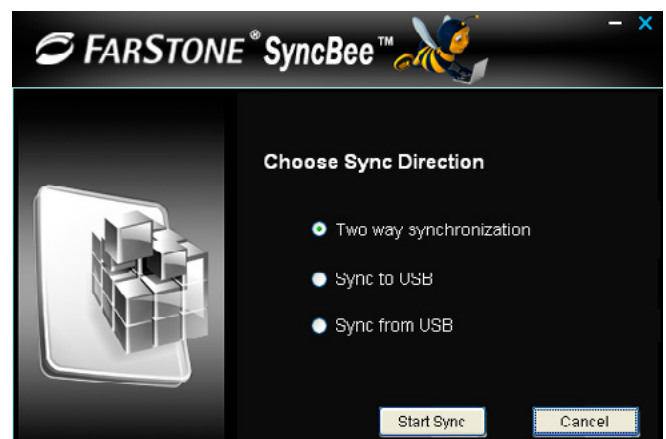 FARSTONE® SyncBee™
Choose Sync Direction
Two way synchronization
Sync to USB
Sync from USB
Start Sync Cancel